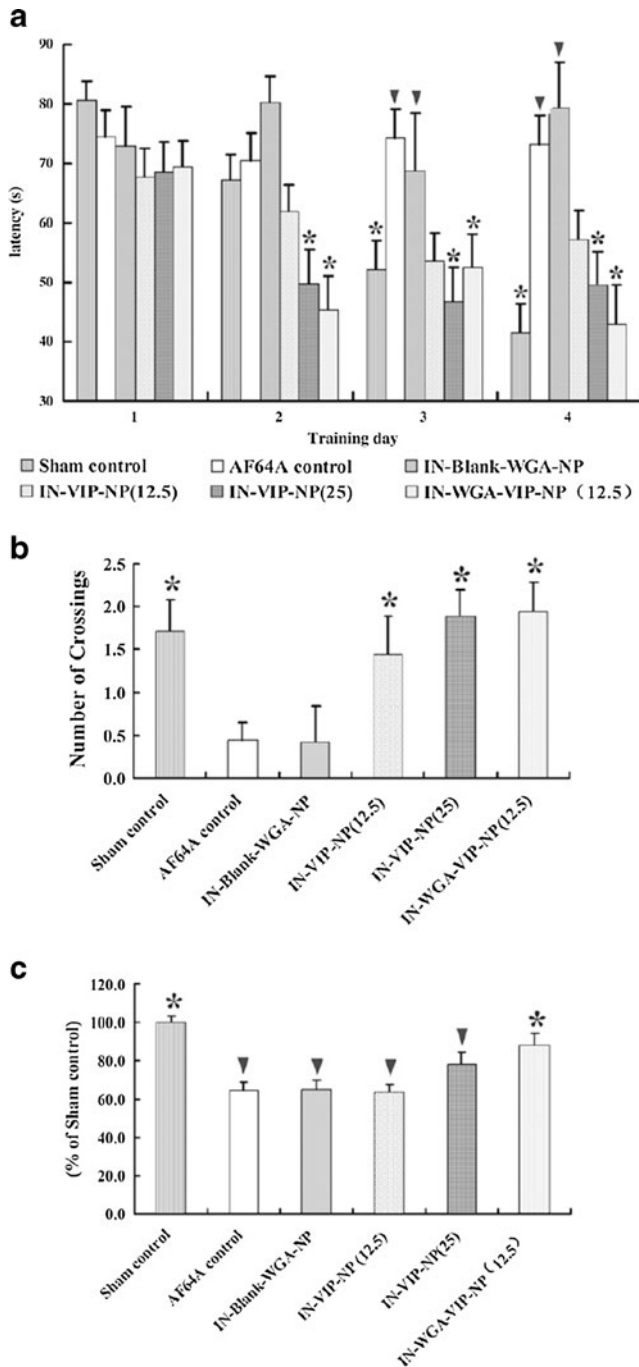 a
90
80
70
60
50
40
30
latency (s)
1 2 3 4
Training day
Sham control AF64A control IN-Blank-WGA-NP
IN-VIP-NP(12.5) IN-VIP-NP(25) IN-WGA-VIP-NP（12.5）
* * * * * * * *
b
2.5
2.0
1.5
1.0
0.5
0.0
Number of Crossings
* * * *
Sham control
AF64A control
IN-Blank-WGA-NP
IN-VIP-NP(12.5)
IN-VIP-NP(25)
IN-WGA-VIP-NP(12.5)
c
120.0
100.0
80.0
60.0
40.0
20.0
0.0
(% of Sham control)
* *
Sham control
AF64A control
IN-Blank-WGA-NP
IN-VIP-NP (12.5)
IN-VIP-NP(25)
IN-WGA-VIP-NP（12.5）